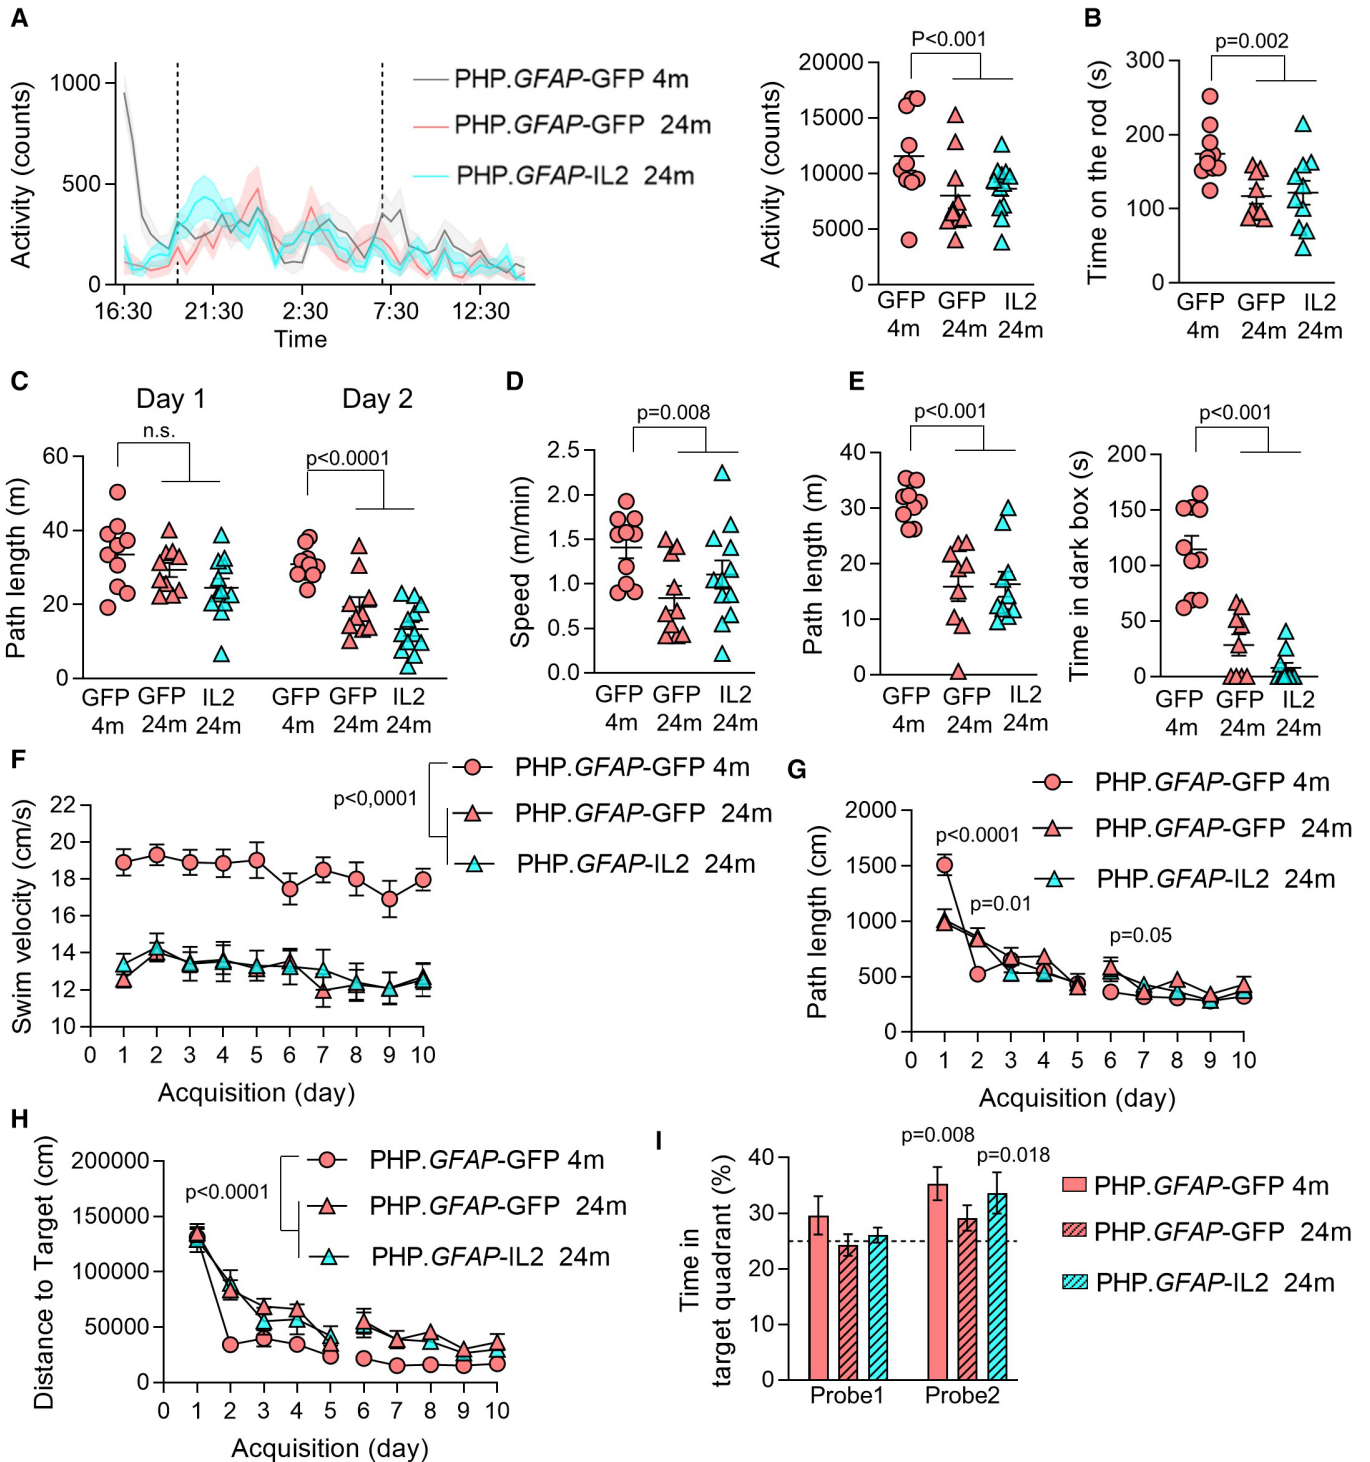 A
Activity (counts)
1000
500
0
16:30 21:30 2:30 7:30 12:30
Time
PHP.GFAP-GFP 4m
PHP.GFAP-GFP 24m
PHP.GFAP-IL2 24m
P<0.001
Activity (counts)
20000
15000
10000
5000
0
GFP GFP IL2
4m 24m 24m
B
p=0.002
Time on the rod (s)
300
200
100
0
GFP GFP IL2
4m 24m 24m
C
Day 1 Day 2
n.s.
p<0.0001
Path length (m)
60
40
20
0
GFP GFP IL2 GFP GFP IL2
4m 24m 24m 4m 24m 24m
D
p=0.008
Speed (m/min)
2.5
2.0
1.5
1.0
0.5
0.0
GFP GFP IL2
4m 24m 24m
E
p<0.001
Path length (m)
40
30
20
10
0
GFP GFP IL2
4m 24m 24m
p<0.001
Time in dark box (s)
200
150
100
50
0
GFP GFP IL2
4m 24m 24m
F
PHP.GFAP-GFP 4m
p<0,0001
PHP.GFAP-GFP 24m
PHP.GFAP-IL2 24m
Swim velocity (cm/s)
22
20
18
16
14
12
10
0 1 2 3 4 5 6 7 8 9 10
Acquisition (day)
G
PHP.GFAP-GFP 4m
PHP.GFAP-GFP 24m
PHP.GFAP-IL2 24m
p<0.0001
p=0.01
p=0.05
Path length (cm)
2000
1500
1000
500
0
0 1 2 3 4 5 6 7 8 9 10
Acquisition (day)
H
PHP.GFAP-GFP 4m
p<0.0001
PHP.GFAP-GFP 24m
PHP.GFAP-IL2 24m
Distance to Target (cm)
200000
150000
100000
50000
0
0 1 2 3 4 5 6 7 8 9 10
Acquisition (day)
I
p=0.008
p=0.018
Time in
target quadrant (%)
40
30
20
10
0
Probe1 Probe2
PHP.GFAP-GFP 4m
PHP.GFAP-GFP 24m
PHP.GFAP-IL2 24m